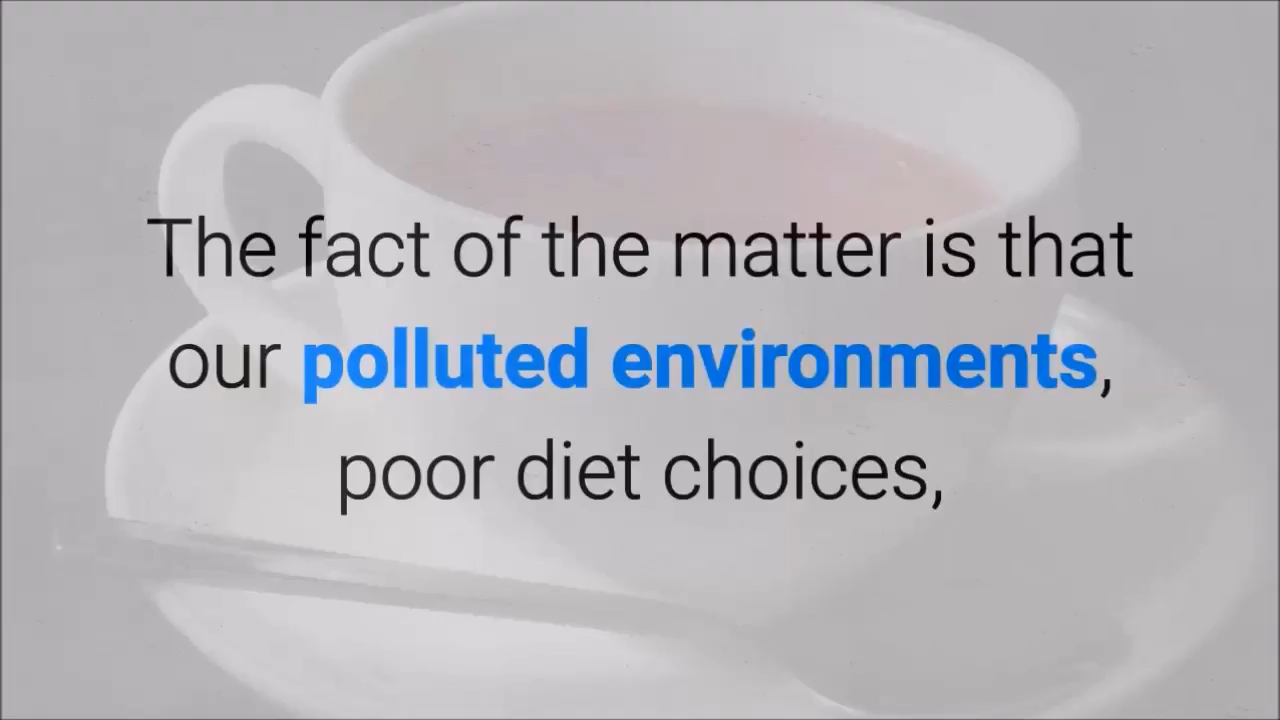 The fact of the matter is that
our polluted environments,
poor diet choices,